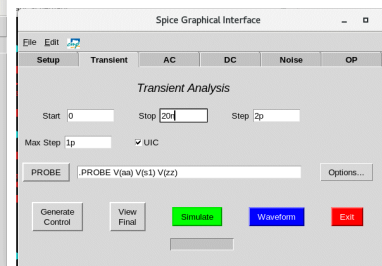 Spice Graphical Interface
File Edit
Setup Transient AC DC Noise OP
Transient Analysis
Start 0 Stop 20n Step 2p
Max Step 1p UIC
PROBE .PROBE V(aa) V(s1) V(zz) Options...
Generate Control View Final Simulate Waveform Exit